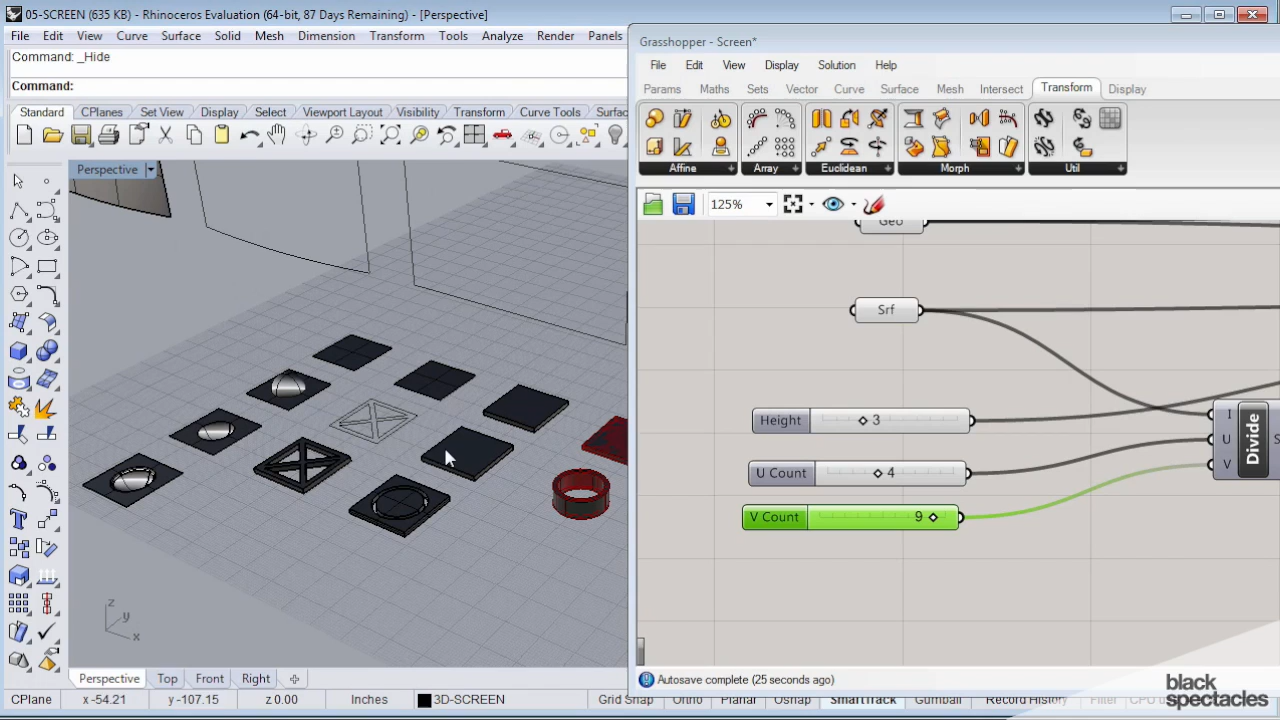 05-SCREEN (635 KB) - Rhinoceros Evaluation (64-bit, 87 Days Remaining) - [Perspective]
File Edit View Curve Surface Solid Mesh Dimension Transform Tools Analyze Render Panels
Command: _Hide
Command:
Standard CPlanes Set View Display Select Viewport Layout Visibility Transform Curve Tools
Perspective
Grasshopper - Screen*
File Edit View Display Solution Help
Params Maths Sets Vector Curve Surface Mesh Intersect Transform Display
Affine Array Euclidean Morph Util
125%
Geo
Srf
Height 3
U Count 4
V Count 9
I
U
V
Divide
S
Autosave complete (25 seconds ago)
z
y
x
Perspective Top Front Right
CPlane x -54.21 y -107.15 z 0.00 Inches 3D-SCREEN Grid Snap Ortho Planar Osnap SmartTrack Gumball Record History Filter
black
spectacles